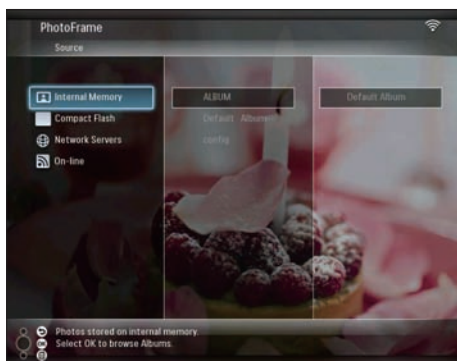 PhotoFrame
Source
Internal Memory
Compact Flash
Network Servers
On-line
ALBUM
Default Album
config
Default Album
Photos stored on internal memory.
Select OK to browse Albums.
OK